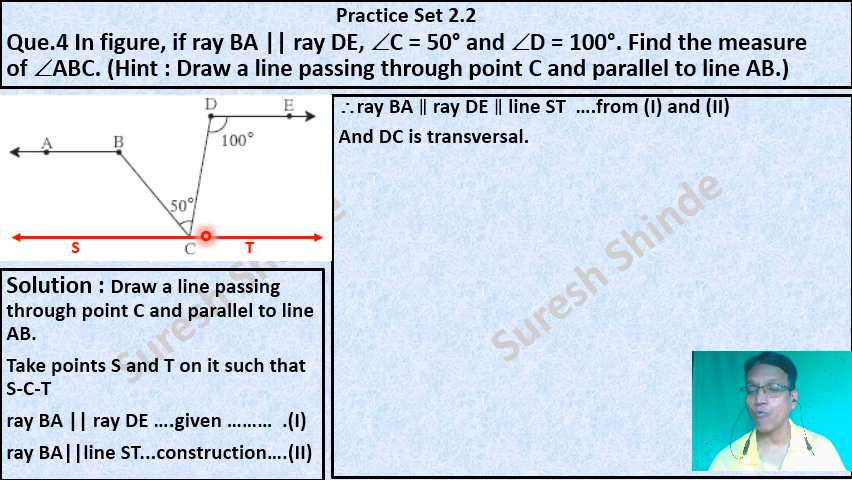 Practice Set 2.2
Que.4 In figure, if ray BA || ray DE, ∠C = 50° and ∠D = 100°. Find the measure
of ∠ABC. (Hint : Draw a line passing through point C and parallel to line AB.)
D E
100°
A B
50°
S C T
Solution : Draw a line passing
through point C and parallel to line
AB.
Take points S and T on it such that
S-C-T
ray BA || ray DE ....given ......... .(I)
ray BA||line ST...construction....(II)
∴ray BA ∥ ray DE ∥ line ST ....from (I) and (II)
And DC is transversal.
Suresh Shinde
Suresh Shinde